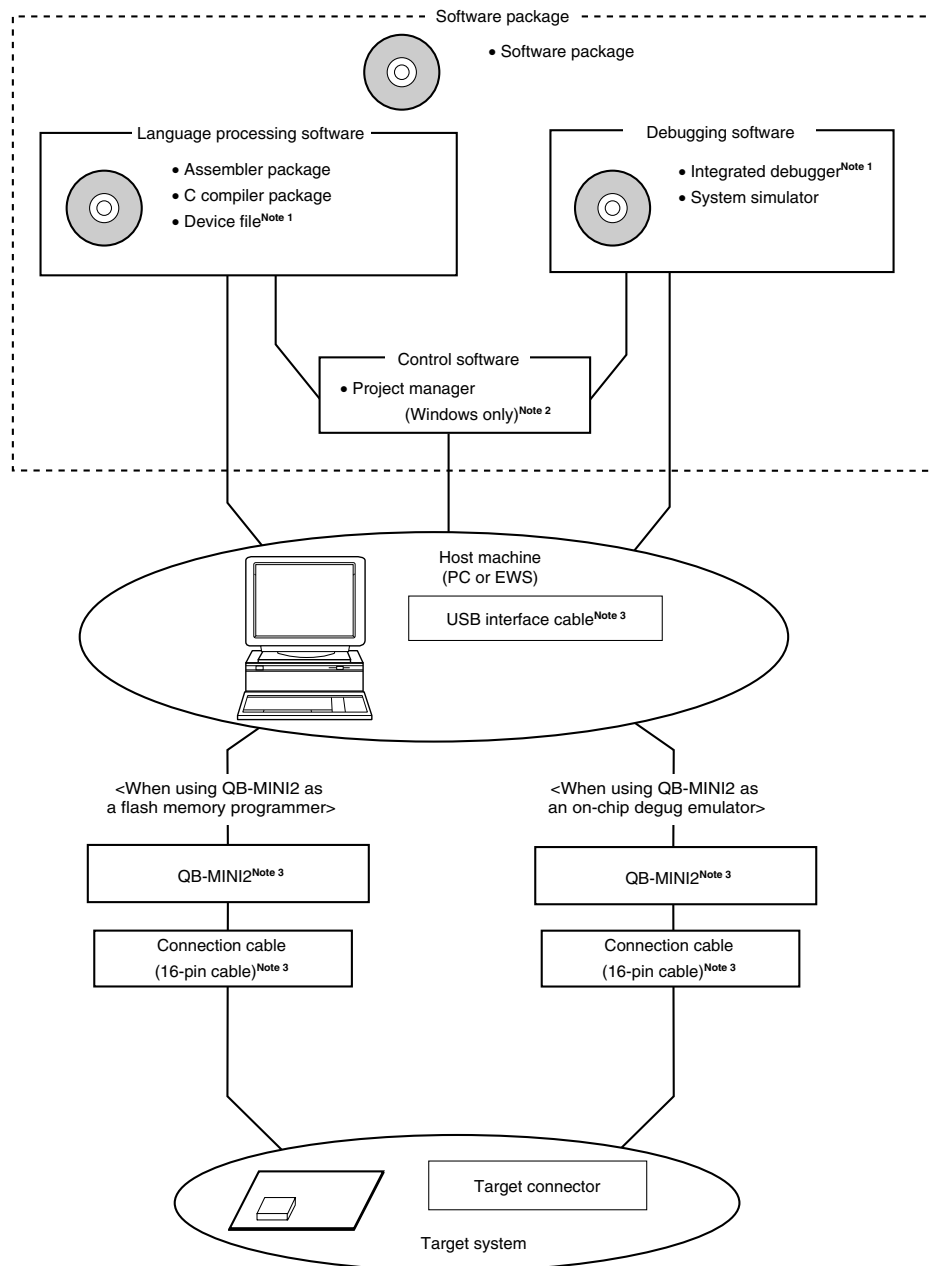 Software package
• Software package
Language processing software
• Assembler package
• C compiler package
• Device fileNote 1
Debugging software
• Integrated debuggerNote 1
• System simulator
Control software
• Project manager
(Windows only)Note 2
Host machine
(PC or EWS)
USB interface cableNote 3
<When using QB-MINI2 as
a flash memory programmer>
<When using QB-MINI2 as
an on-chip degug emulator>
QB-MINI2Note 3
QB-MINI2Note 3
Connection cable
(16-pin cable)Note 3
Connection cable
(16-pin cable)Note 3
Target connector
Target system